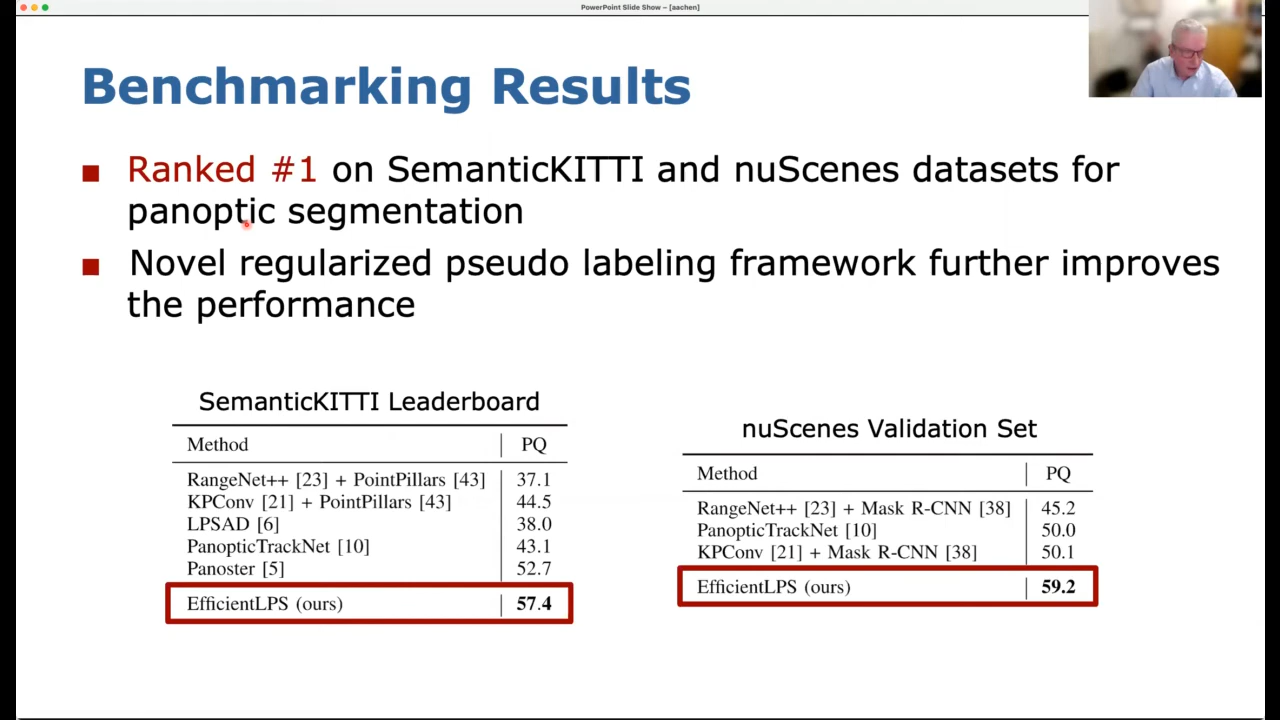 PowerPoint Slide Show – [aachen]
Benchmarking Results
Ranked #1 on SemanticKITTI and nuScenes datasets for
panoptic segmentation
Novel regularized pseudo labeling framework further improves
the performance
SemanticKITTI Leaderboard
Method PQ
RangeNet++ [23] + PointPillars [43] 37.1
KPConv [21] + PointPillars [43] 44.5
LPSAD [6] 38.0
PanopticTrackNet [10] 43.1
Panoster [5] 52.7
EfficientLPS (ours) 57.4
nuScenes Validation Set
Method PQ
RangeNet++ [23] + Mask R-CNN [38] 45.2
PanopticTrackNet [10] 50.0
KPConv [21] + Mask R-CNN [38] 50.1
EfficientLPS (ours) 59.2